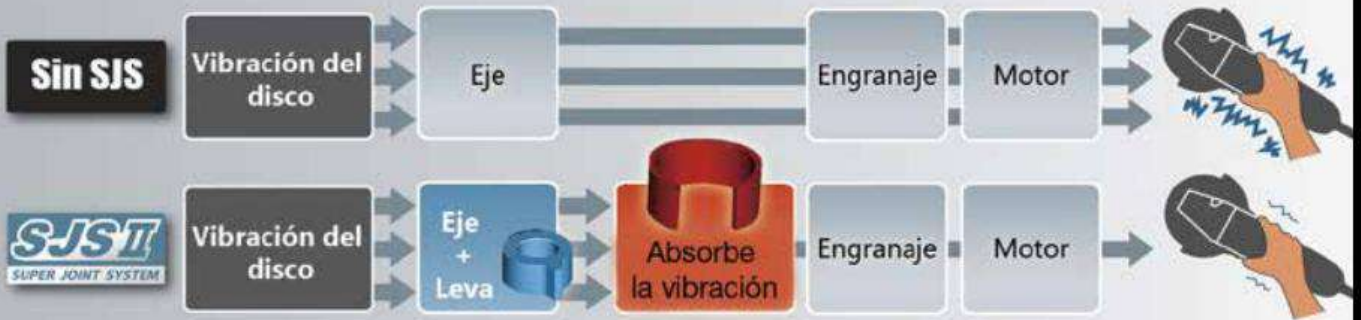 Sin SJS
Vibración del
disco
Eje
Engranaje
Motor
SJS II
SUPER JOINT SYSTEM
Vibración del
disco
Eje
+
Leva
Absorbe
la vibración
Engranaje
Motor